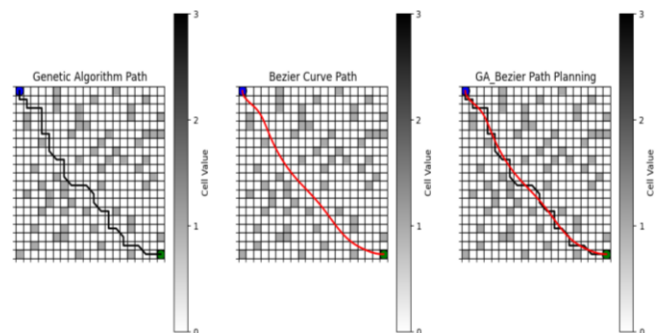 Genetic Algorithm Path
Bezier Curve Path
GA_Bezier Path Planning
3
2
1
0
Cell Value
3
2
1
0
Cell Value
3
2
1
0
Cell Value